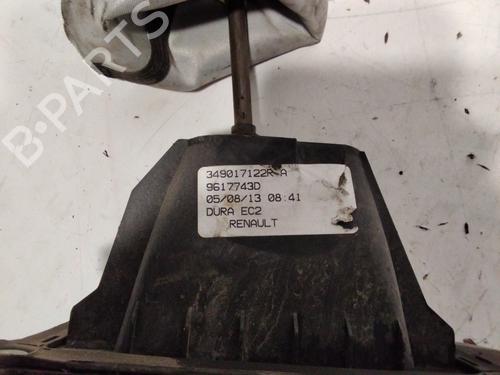 B-PARTS
349017122R-A
9617743D
05/08/13 08:41
DURA EC2
RENAULT